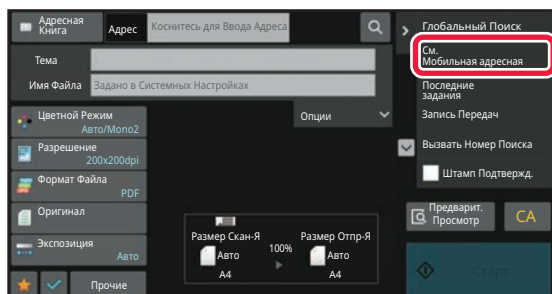 Адресная
Книга
Адрес
Коснитесь для Ввода Адреса
Глобальный Поиск
См.
Мобильная адресная
Тема
Имя Файла
Задано в Системных Настройках
Последние
задания
Опции
Запись Передач
Цветной Режим
Авто/Mono2
Разрешение
200x200dpi
Вызвать Номер Поиска
Штамп Подтвержд.
Формат Файла
PDF
Оригинал
Предварит.
Просмотр
CA
Размер Скан-Я
Авто
A4
100%
Размер Отпр-Я
Авто
A4
Экспозиция
Авто
Прочие
Старт